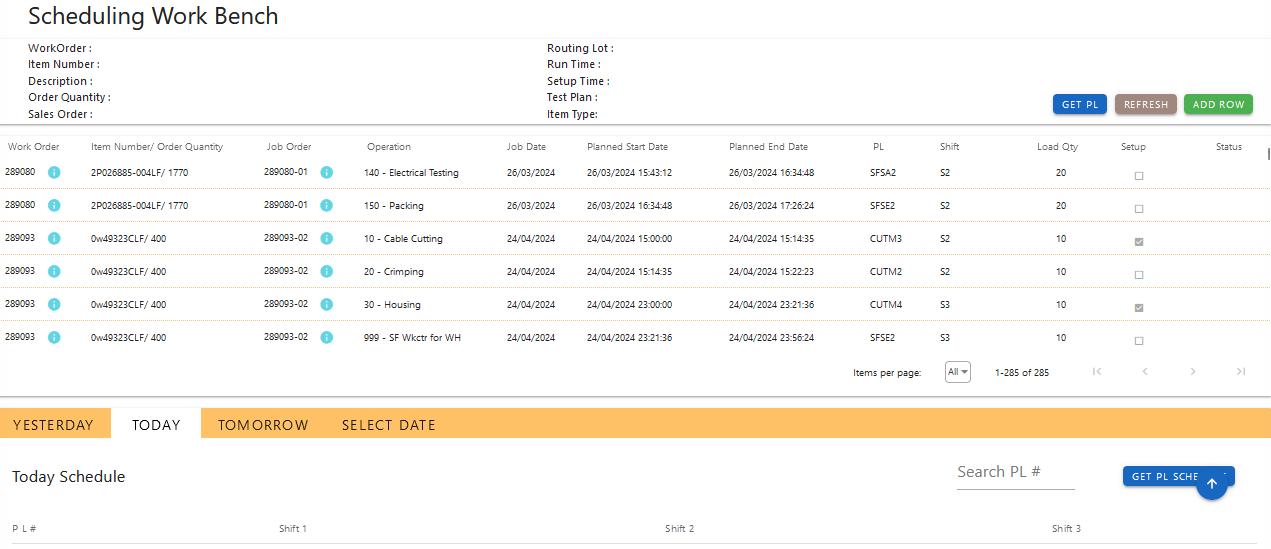 Scheduling Work Bench
WorkOrder :
Routing Lot :
Item Number :
Run Time :
Description :
Setup Time :
Order Quantity :
Test Plan :
Sales Order :
Item Type:
GET PL REFRESH ADD ROW
Work Order Item Number/ Order Quantity Job Order Operation Job Date Planned Start Date Planned End Date PL Shift Load Qty Setup Status
289080 2P026885-004LF/ 1770 289080-01 140 - Electrical Testing 26/03/2024 26/03/2024 15:43:12 26/03/2024 16:34:48 SFSA2 S2 20
289080 2P026885-004LF/ 1770 289080-01 150 - Packing 26/03/2024 26/03/2024 16:34:48 26/03/2024 17:26:24 SFSE2 S2 20
289093 0w49323CLF/ 400 289093-02 10 - Cable Cutting 24/04/2024 24/04/2024 15:00:00 24/04/2024 15:14:35 CUTM3 S2 10
289093 0w49323CLF/ 400 289093-02 20 - Crimping 24/04/2024 24/04/2024 15:14:35 24/04/2024 15:22:23 CUTM2 S2 10
289093 0w49323CLF/ 400 289093-02 30 - Housing 24/04/2024 24/04/2024 23:00:00 24/04/2024 23:21:36 CUTM4 S3 10
289093 0w49323CLF/ 400 289093-02 999 - SF Wkctr for WH 24/04/2024 24/04/2024 23:21:36 24/04/2024 23:56:24 SFSE2 S3 10
Items per page: All 1-285 of 285
YESTERDAY TODAY TOMORROW SELECT DATE
Today Schedule
Search PL #
GET PL SCHE
P L # Shift 1 Shift 2 Shift 3